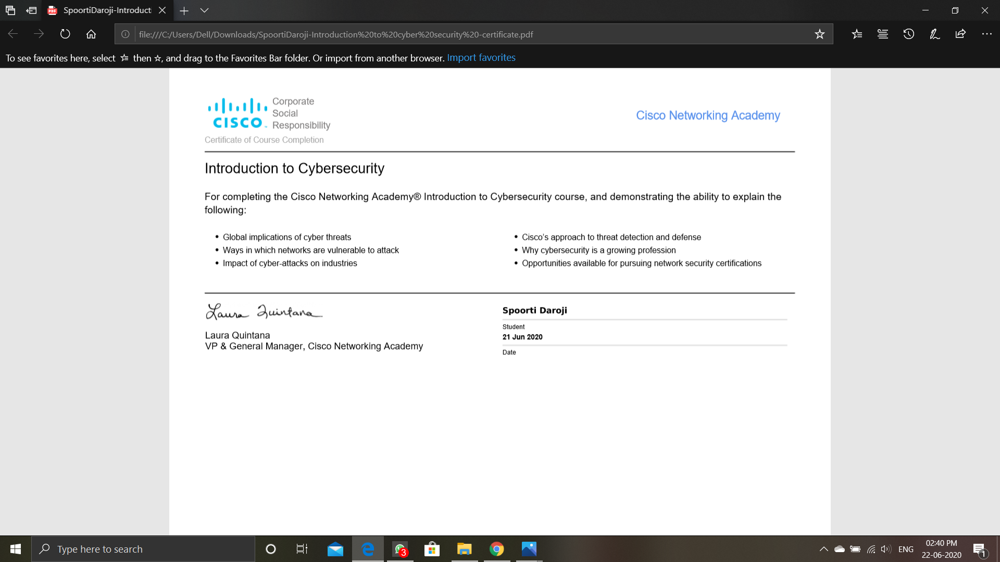 SpoortiDaroji-Introducti
file:///C:/Users/Dell/Downloads/SpoortiDaroji-Introduction%20to%20cyber%20security%20-certificate.pdf
To see favorites here, select then , and drag to the Favorites Bar folder. Or import from another browser. Import favorites
Corporate
Social
Responsibility
CISCO
Cisco Networking Academy
Certificate of Course Completion
Introduction to Cybersecurity
For completing the Cisco Networking Academy® Introduction to Cybersecurity course, and demonstrating the ability to explain the
following:
• Global implications of cyber threats
• Ways in which networks are vulnerable to attack
• Impact of cyber-attacks on industries
• Cisco's approach to threat detection and defense
• Why cybersecurity is a growing profession
• Opportunities available for pursuing network security certifications
Laura Quintana
Laura Quintana
VP & General Manager, Cisco Networking Academy
Spoorti Daroji
Student
21 Jun 2020
Date
Type here to search
3
ENG
02:40 PM
22-06-2020
1